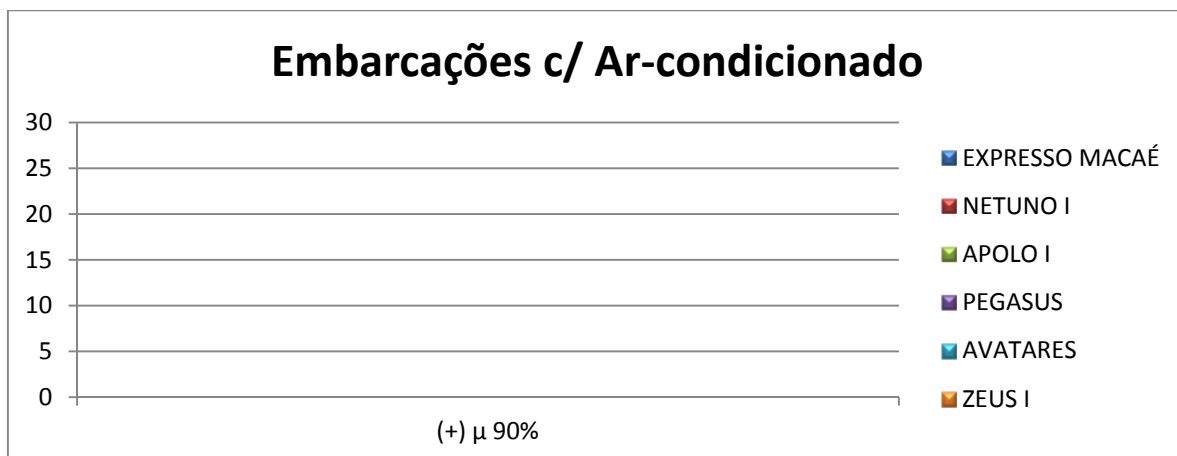 Embarcações c/ Ar-condicionado
30
25
20
15
10
5
0
(+) µ 90%
EXPRESSO MACAÉ
NETUNO I
APOLO I
PEGASUS
AVATARES
ZEUS I